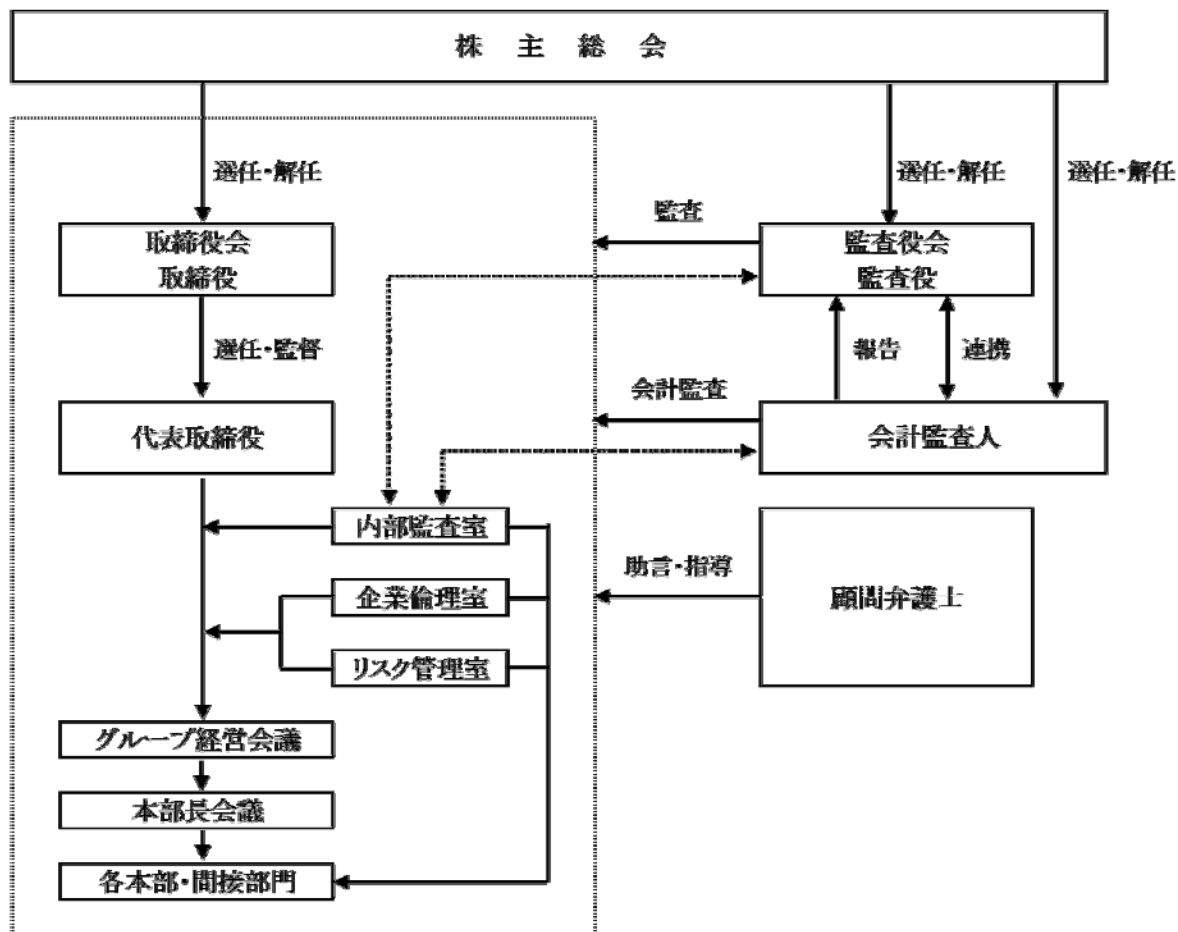 株主総会
選任・解任
選任・解任
選任・解任
監査
取締役会
取締役
監査役会
監査役
選任・監督
報告
連携
会計監査
代表取締役
会計監査人
内部監査室
助言・指導
企業倫理室
顧問弁護士
リスク管理室
グループ経営会議
本部長会議
各本部・間接部門